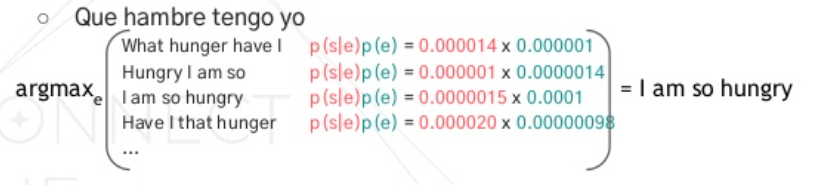 ○ Que hambre tengo yo
What hunger have I p(s|e)p(e) = 0.000014 x 0.000001
Hungry I am so p(s|e)p(e) = 0.000001 x 0.0000014
argmaxₑ I am so hungry p(s|e)p(e) = 0.0000015 x 0.0001 = I am so hungry
Have I that hunger p(s|e)p(e) = 0.000020 x 0.00000098
...
ONNECT